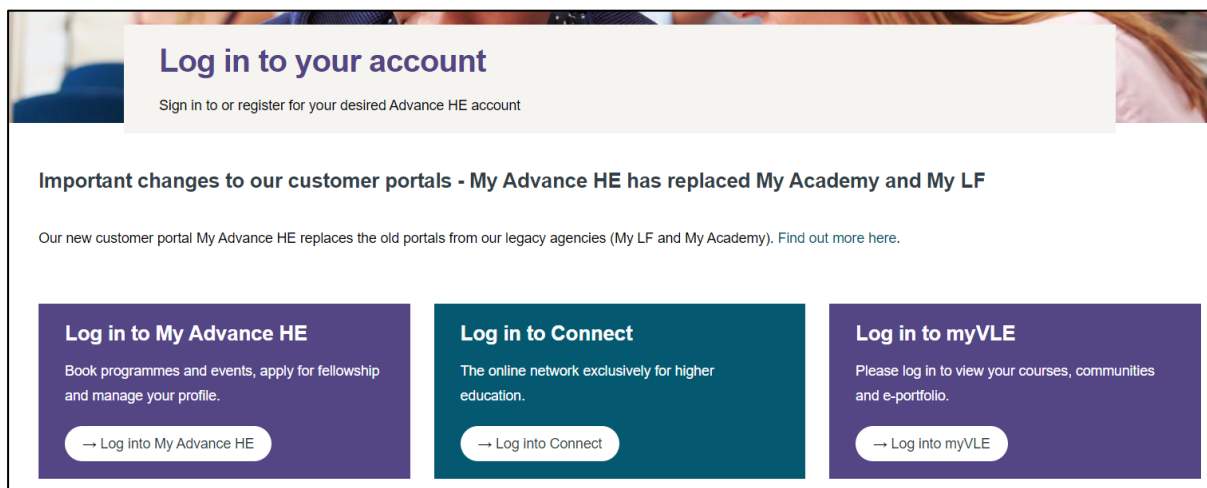 Log in to your account
Sign in to or register for your desired Advance HE account
Important changes to our customer portals - My Advance HE has replaced My Academy and My LF
Our new customer portal My Advance HE replaces the old portals from our legacy agencies (My LF and My Academy). Find out more here.
Log in to My Advance HE
Book programmes and events, apply for fellowship
and manage your profile.
→ Log into My Advance HE
Log in to Connect
The online network exclusively for higher
education.
→ Log into Connect
Log in to myVLE
Please log in to view your courses, communities
and e-portfolio.
→ Log into myVLE